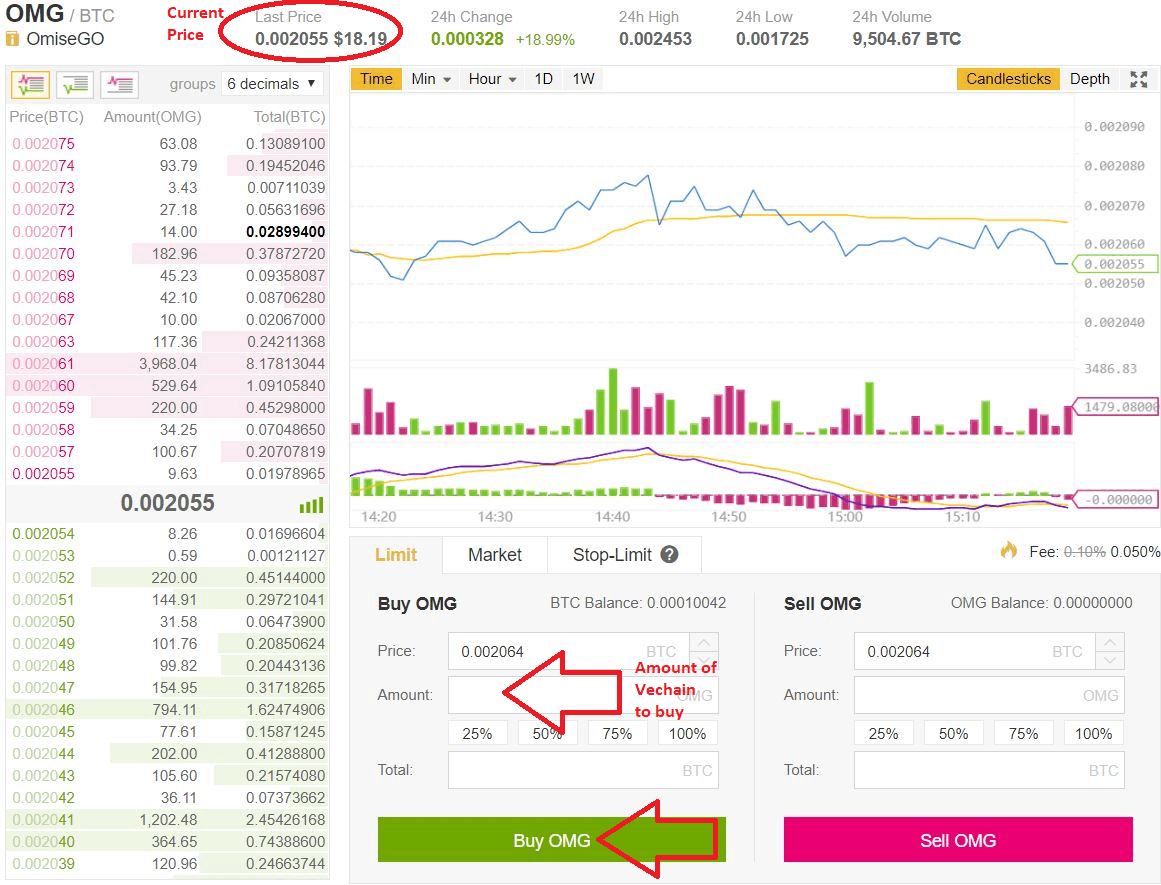 OMG / BTC
OmiseGO
Current
Price
Last Price
0.002055 $18.19
24h Change
0.000328 +18.99%
24h High
0.002453
24h Low
0.001725
24h Volume
9,504.67 BTC
groups 6 decimals
Price(BTC) Amount(OMG) Total(BTC)
0.002075 63.08 0.13089100
0.002074 93.79 0.19452046
0.002073 3.43 0.00711039
0.002072 27.18 0.05631696
0.002071 14.00 0.02899400
0.002070 182.96 0.37872720
0.002069 45.23 0.09358087
0.002068 42.10 0.08706280
0.002067 10.00 0.02067000
0.002063 117.36 0.24211368
0.002061 3,968.04 8.17813044
0.002060 529.64 1.09105840
0.002059 220.00 0.45298000
0.002058 34.25 0.07048650
0.002057 100.67 0.20707819
0.002055 9.63 0.01978965
0.002055
0.002054 8.26 0.01696604
0.002053 0.59 0.00121127
0.002052 220.00 0.45144000
0.002051 144.91 0.29721041
0.002050 31.58 0.06473900
0.002049 101.76 0.20850624
0.002048 99.82 0.20443136
0.002047 154.95 0.31718265
0.002046 794.11 1.62474906
0.002045 77.61 0.15871245
0.002044 202.00 0.41288800
0.002043 105.60 0.21574080
0.002042 36.11 0.07373662
0.002041 1,202.48 2.45426168
0.002040 364.65 0.74388600
0.002039 120.96 0.24663744
Time Min Hour 1D 1W
Candlesticks Depth
0.002090
0.002080
0.002070
0.002060
0.002055
0.002050
0.002040
3486.83
1479.08000
-0.000000
14:20 14:30 14:40 14:50 15:00 15:10
Limit Market Stop-Limit ?
Fee: 0.10% 0.050%
Buy OMG BTC Balance: 0.00010042
Price: 0.002064 BTC
Amount: OMG
Amount of
Vechain
to buy
25% 50% 75% 100%
Total: BTC
Buy OMG
Sell OMG OMG Balance: 0.00000000
Price: 0.002064 BTC
Amount: OMG
25% 50% 75% 100%
Total: BTC
Sell OMG